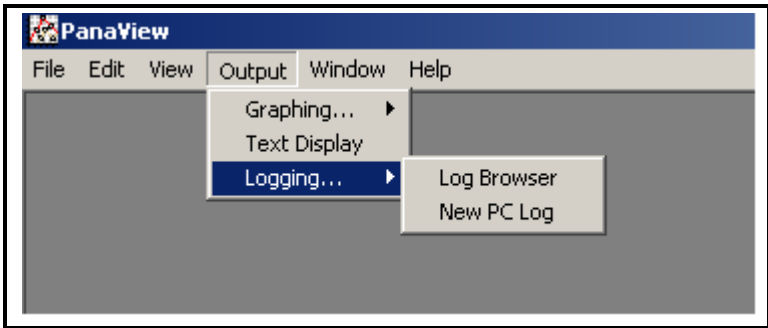 PanaView
File Edit View Output Window Help
Graphing...
Text Display
Logging...
Log Browser
New PC Log